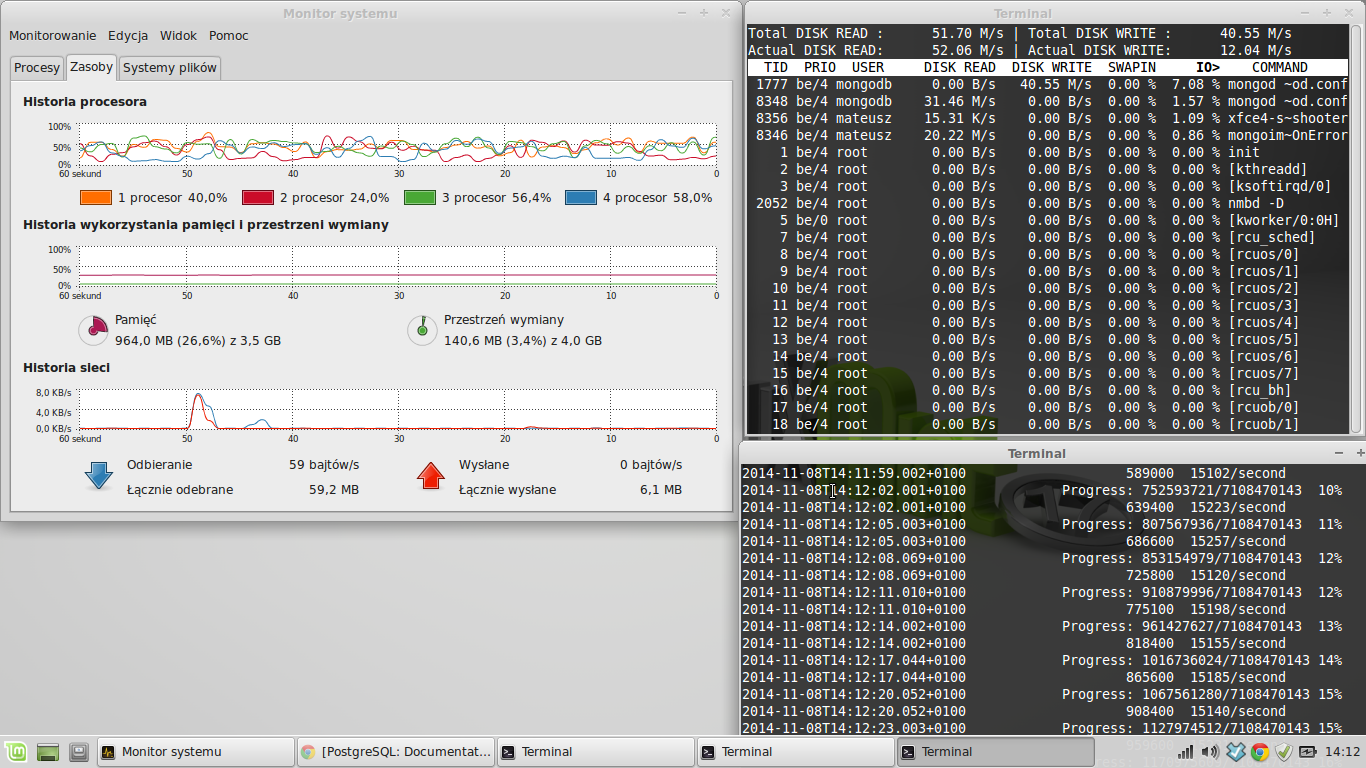 Monitor systemu
Monitorowanie Edycja Widok Pomoc
Procesy Zasoby Systemy plików
Historia procesora
100%
50%
0%
60 sekund 50 40 30 20 10 0
1 procesor 40,0% 2 procesor 24,0% 3 procesor 56,4% 4 procesor 58,0%
Historia wykorzystania pamięci i przestrzeni wymiany
100%
50%
0%
60 sekund 50 40 30 20 10 0
Pamięć
964,0 MB (26,6%) z 3,5 GB
Przestrzeń wymiany
140,6 MB (3,4%) z 4,0 GB
Historia sieci
8,0 KB/s
4,0 KB/s
0,0 KB/s
60 sekund 50 40 30 20 10 0
Odbieranie 59 bajtów/s
Łącznie odebrane 59,2 MB
Wysłane 0 bajtów/s
Łącznie wysłane 6,1 MB
Terminal
Total DISK READ : 51.70 M/s | Total DISK WRITE : 40.55 M/s
Actual DISK READ: 52.06 M/s | Actual DISK WRITE: 12.04 M/s
TID PRIO USER DISK READ DISK WRITE SWAPIN IO> COMMAND
1777 be/4 mongodb 0.00 B/s 40.55 M/s 0.00 % 7.08 % mongod ~od.conf
8348 be/4 mongodb 31.46 M/s 0.00 B/s 0.00 % 1.57 % mongod ~od.conf
8356 be/4 mateusz 15.31 K/s 0.00 B/s 0.00 % 1.09 % xfce4-s~shooter
8346 be/4 mateusz 20.22 M/s 0.00 B/s 0.00 % 0.86 % mongoim~OnError
1 be/4 root 0.00 B/s 0.00 B/s 0.00 % 0.00 % init
2 be/4 root 0.00 B/s 0.00 B/s 0.00 % 0.00 % [kthreadd]
3 be/4 root 0.00 B/s 0.00 B/s 0.00 % 0.00 % [ksoftirqd/0]
2052 be/4 root 0.00 B/s 0.00 B/s 0.00 % 0.00 % nmbd -D
5 be/0 root 0.00 B/s 0.00 B/s 0.00 % 0.00 % [kworker/0:0H]
7 be/4 root 0.00 B/s 0.00 B/s 0.00 % 0.00 % [rcu_sched]
8 be/4 root 0.00 B/s 0.00 B/s 0.00 % 0.00 % [rcuos/0]
9 be/4 root 0.00 B/s 0.00 B/s 0.00 % 0.00 % [rcuos/1]
10 be/4 root 0.00 B/s 0.00 B/s 0.00 % 0.00 % [rcuos/2]
11 be/4 root 0.00 B/s 0.00 B/s 0.00 % 0.00 % [rcuos/3]
12 be/4 root 0.00 B/s 0.00 B/s 0.00 % 0.00 % [rcuos/4]
13 be/4 root 0.00 B/s 0.00 B/s 0.00 % 0.00 % [rcuos/5]
14 be/4 root 0.00 B/s 0.00 B/s 0.00 % 0.00 % [rcuos/6]
15 be/4 root 0.00 B/s 0.00 B/s 0.00 % 0.00 % [rcuos/7]
16 be/4 root 0.00 B/s 0.00 B/s 0.00 % 0.00 % [rcu_bh]
17 be/4 root 0.00 B/s 0.00 B/s 0.00 % 0.00 % [rcuob/0]
18 be/4 root 0.00 B/s 0.00 B/s 0.00 % 0.00 % [rcuob/1]
Terminal
2014-11-08T14:11:59.002+0100 589000 15102/second
2014-11-08T14:12:02.001+0100 Progress: 752593721/7108470143 10%
2014-11-08T14:12:02.001+0100 639400 15223/second
2014-11-08T14:12:05.003+0100 Progress: 807567936/7108470143 11%
2014-11-08T14:12:05.003+0100 686600 15257/second
2014-11-08T14:12:08.069+0100 Progress: 853154979/7108470143 12%
2014-11-08T14:12:08.069+0100 725800 15120/second
2014-11-08T14:12:11.010+0100 Progress: 910879996/7108470143 12%
2014-11-08T14:12:11.010+0100 775100 15198/second
2014-11-08T14:12:14.002+0100 Progress: 961427627/7108470143 13%
2014-11-08T14:12:14.002+0100 818400 15155/second
2014-11-08T14:12:17.044+0100 Progress: 1016736024/7108470143 14%
2014-11-08T14:12:17.044+0100 865600 15185/second
2014-11-08T14:12:20.052+0100 Progress: 1067561280/7108470143 15%
2014-11-08T14:12:20.052+0100 908400 15140/second
2014-11-08T14:12:23.003+0100 Progress: 1127974512/7108470143 15%
Monitor systemu [PostgreSQL: Documentat... Terminal Terminal Terminal 14:12